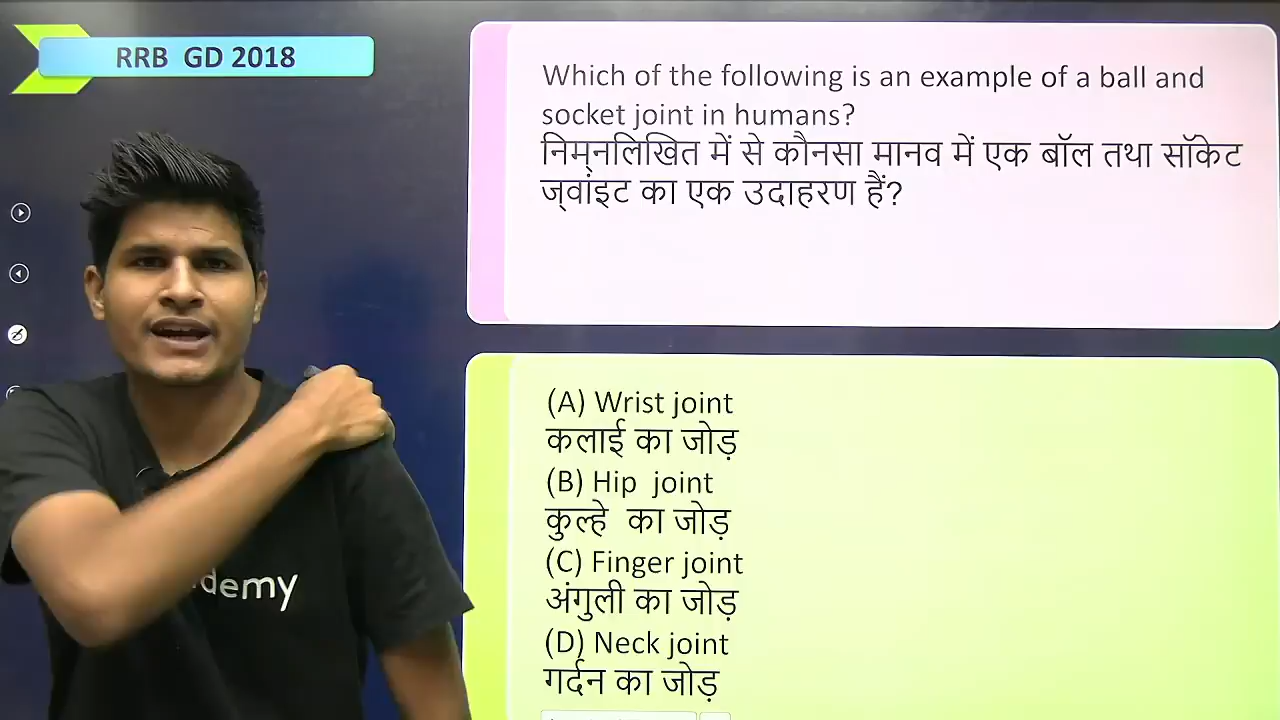 RRB GD 2018
Which of the following is an example of a ball and
socket joint in humans?
निम्नलिखित में से कौनसा मानव में एक बॉल तथा सॉकेट
ज्वांइट का एक उदाहरण हैं?
(A) Wrist joint
कलाई का जोड़
(B) Hip joint
कुल्हे का जोड़
(C) Finger joint
अंगुली का जोड़
(D) Neck joint
गर्दन का जोड़
demy